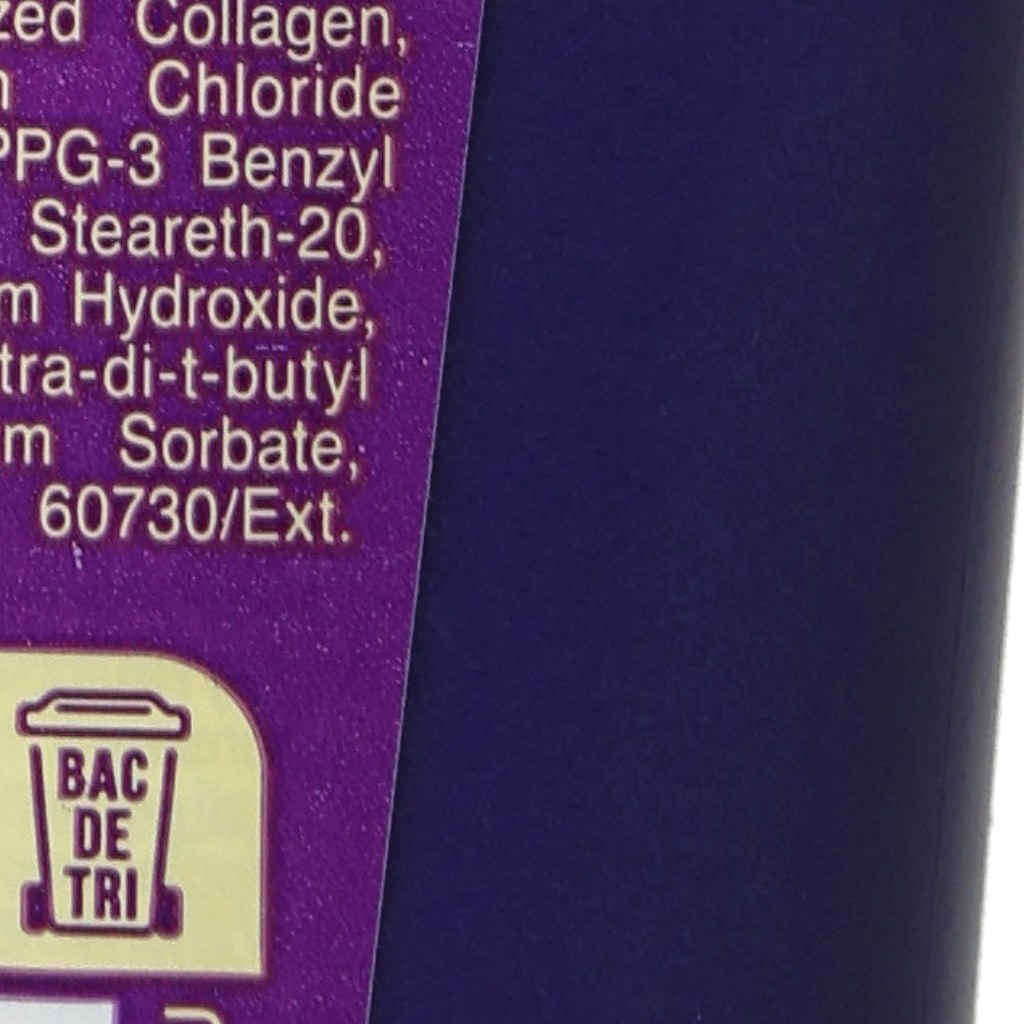 zed Collagen,
Chloride
PPG-3 Benzyl
Steareth-20,
m Hydroxide,
tra-di-t-butyl
m Sorbate,
60730/Ext.
BAC
DE
TRI